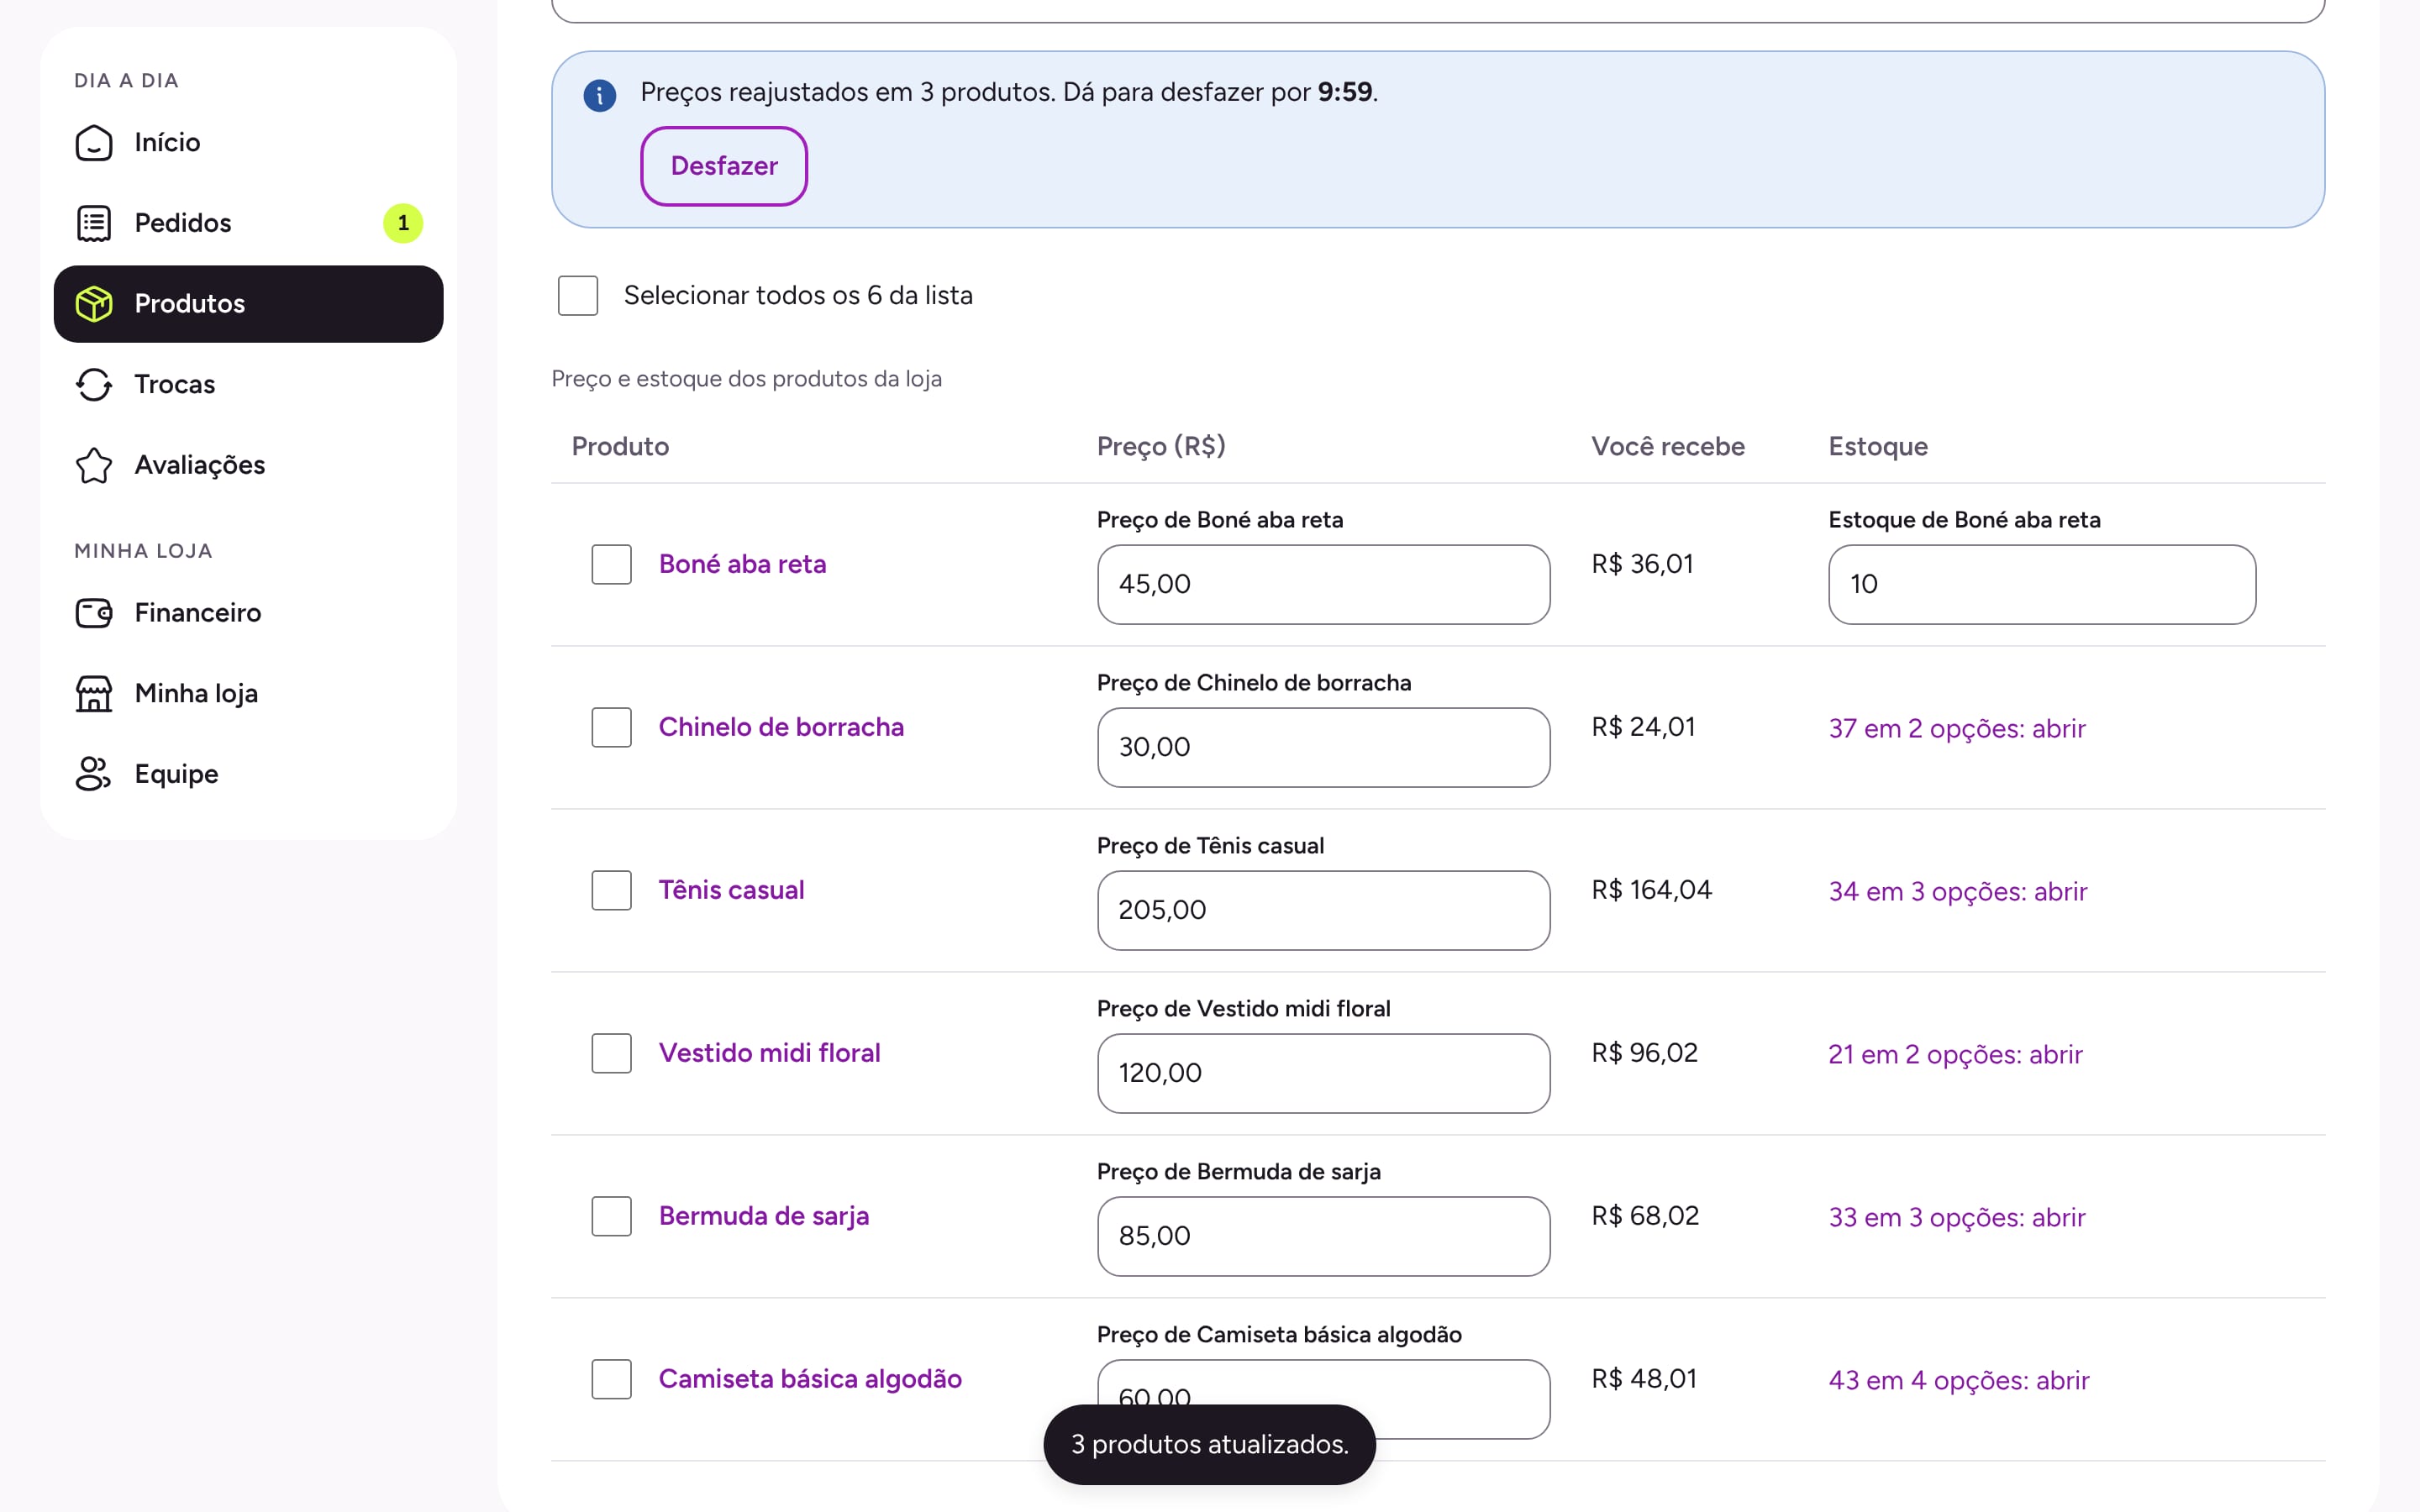 DIA A DIA
Início
Pedidos 1
Produtos
Trocas
Avaliações
MINHA LOJA
Financeiro
Minha loja
Equipe
Preços reajustados em 3 produtos. Dá para desfazer por 9:59.
Desfazer
Selecionar todos os 6 da lista
Preço e estoque dos produtos da loja
Produto Preço (R$) Você recebe Estoque
Preço de Boné aba reta Estoque de Boné aba reta
Boné aba reta 45,00 R$ 36,01 10
Preço de Chinelo de borracha
Chinelo de borracha 30,00 R$ 24,01 37 em 2 opções: abrir
Preço de Tênis casual
Tênis casual 205,00 R$ 164,04 34 em 3 opções: abrir
Preço de Vestido midi floral
Vestido midi floral 120,00 R$ 96,02 21 em 2 opções: abrir
Preço de Bermuda de sarja
Bermuda de sarja 85,00 R$ 68,02 33 em 3 opções: abrir
Preço de Camiseta básica algodão
Camiseta básica algodão 60,00 R$ 48,01 43 em 4 opções: abrir
3 produtos atualizados.